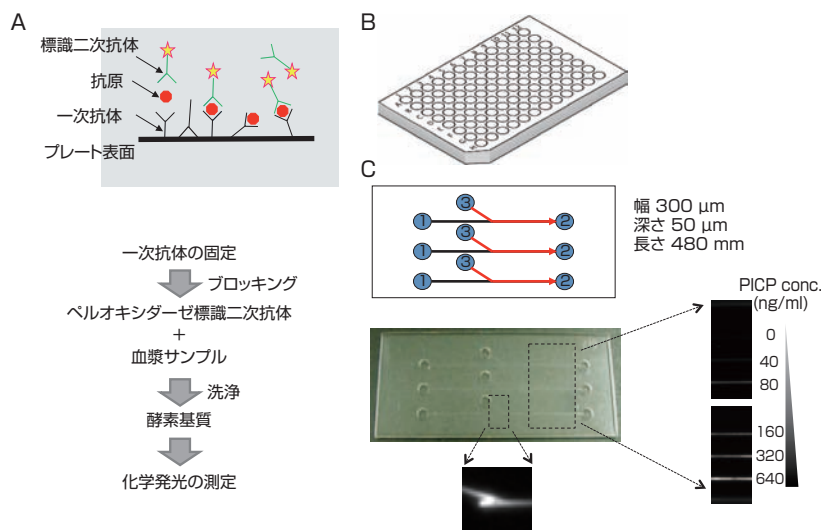 A
標識二次抗体
抗原
一次抗体
プレート表面
一次抗体の固定
ブロッキング
ペルオキシダーゼ標識二次抗体
+
血漿サンプル
洗浄
酵素基質
化学発光の測定
B
C
③
① ②
③
① ②
③
① ②
幅 300 μm
深さ 50 μm
長さ 480 mm
PICP conc.
(ng/ml)
0
40
80
160
320
640